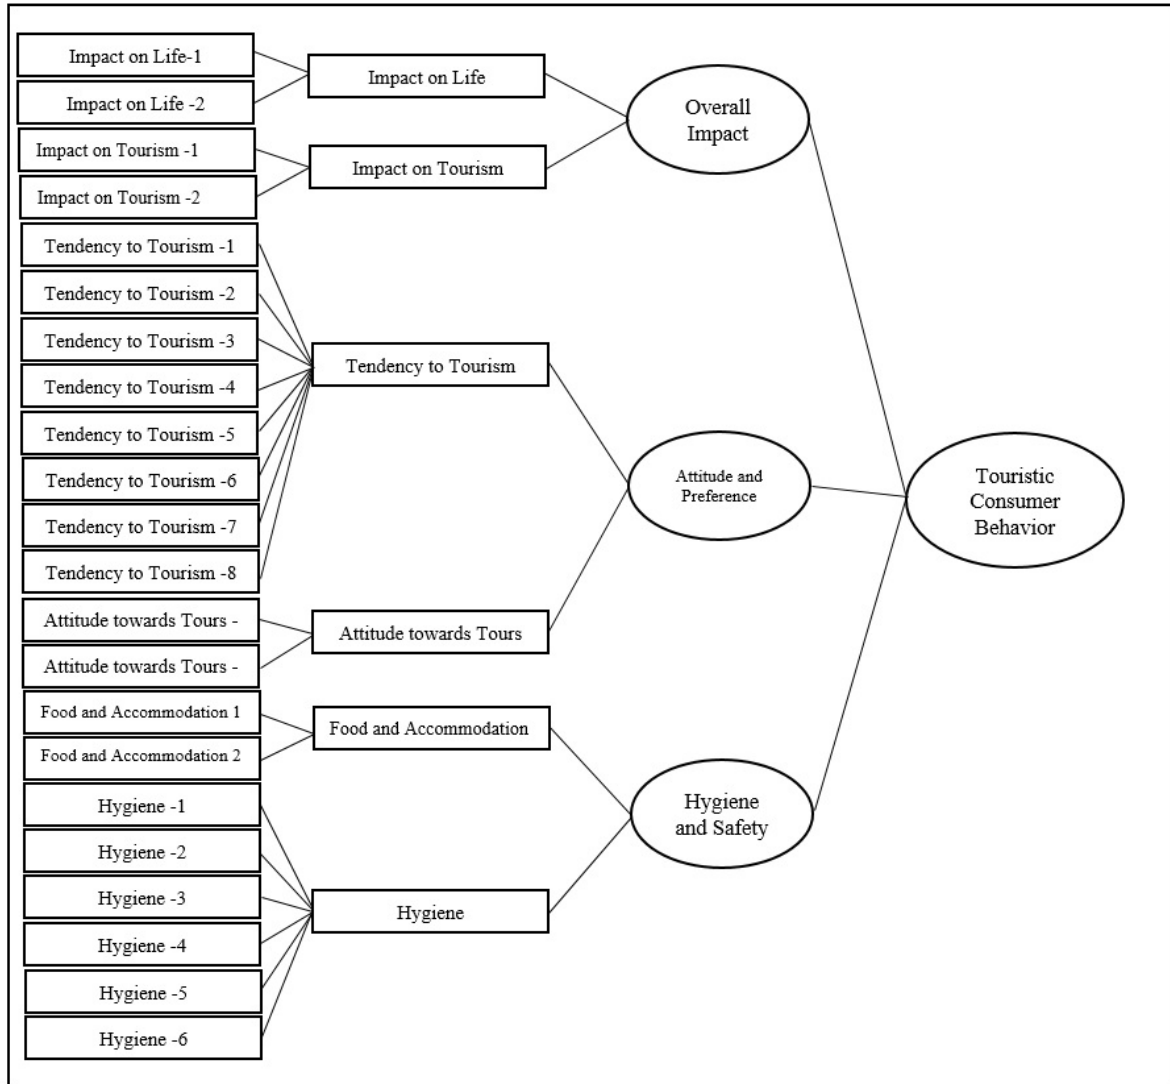 Impact on Life-1
Impact on Life -2
Impact on Tourism -1
Impact on Tourism -2
Tendency to Tourism -1
Tendency to Tourism -2
Tendency to Tourism -3
Tendency to Tourism -4
Tendency to Tourism -5
Tendency to Tourism -6
Tendency to Tourism -7
Tendency to Tourism -8
Attitude towards Tours -
Attitude towards Tours -
Food and Accommodation 1
Food and Accommodation 2
Hygiene -1
Hygiene -2
Hygiene -3
Hygiene -4
Hygiene -5
Hygiene -6
Impact on Life
Impact on Tourism
Tendency to Tourism
Attitude towards Tours
Food and Accommodation
Hygiene
Overall
Impact
Attitude and
Preference
Hygiene
and Safety
Touristic
Consumer
Behavior